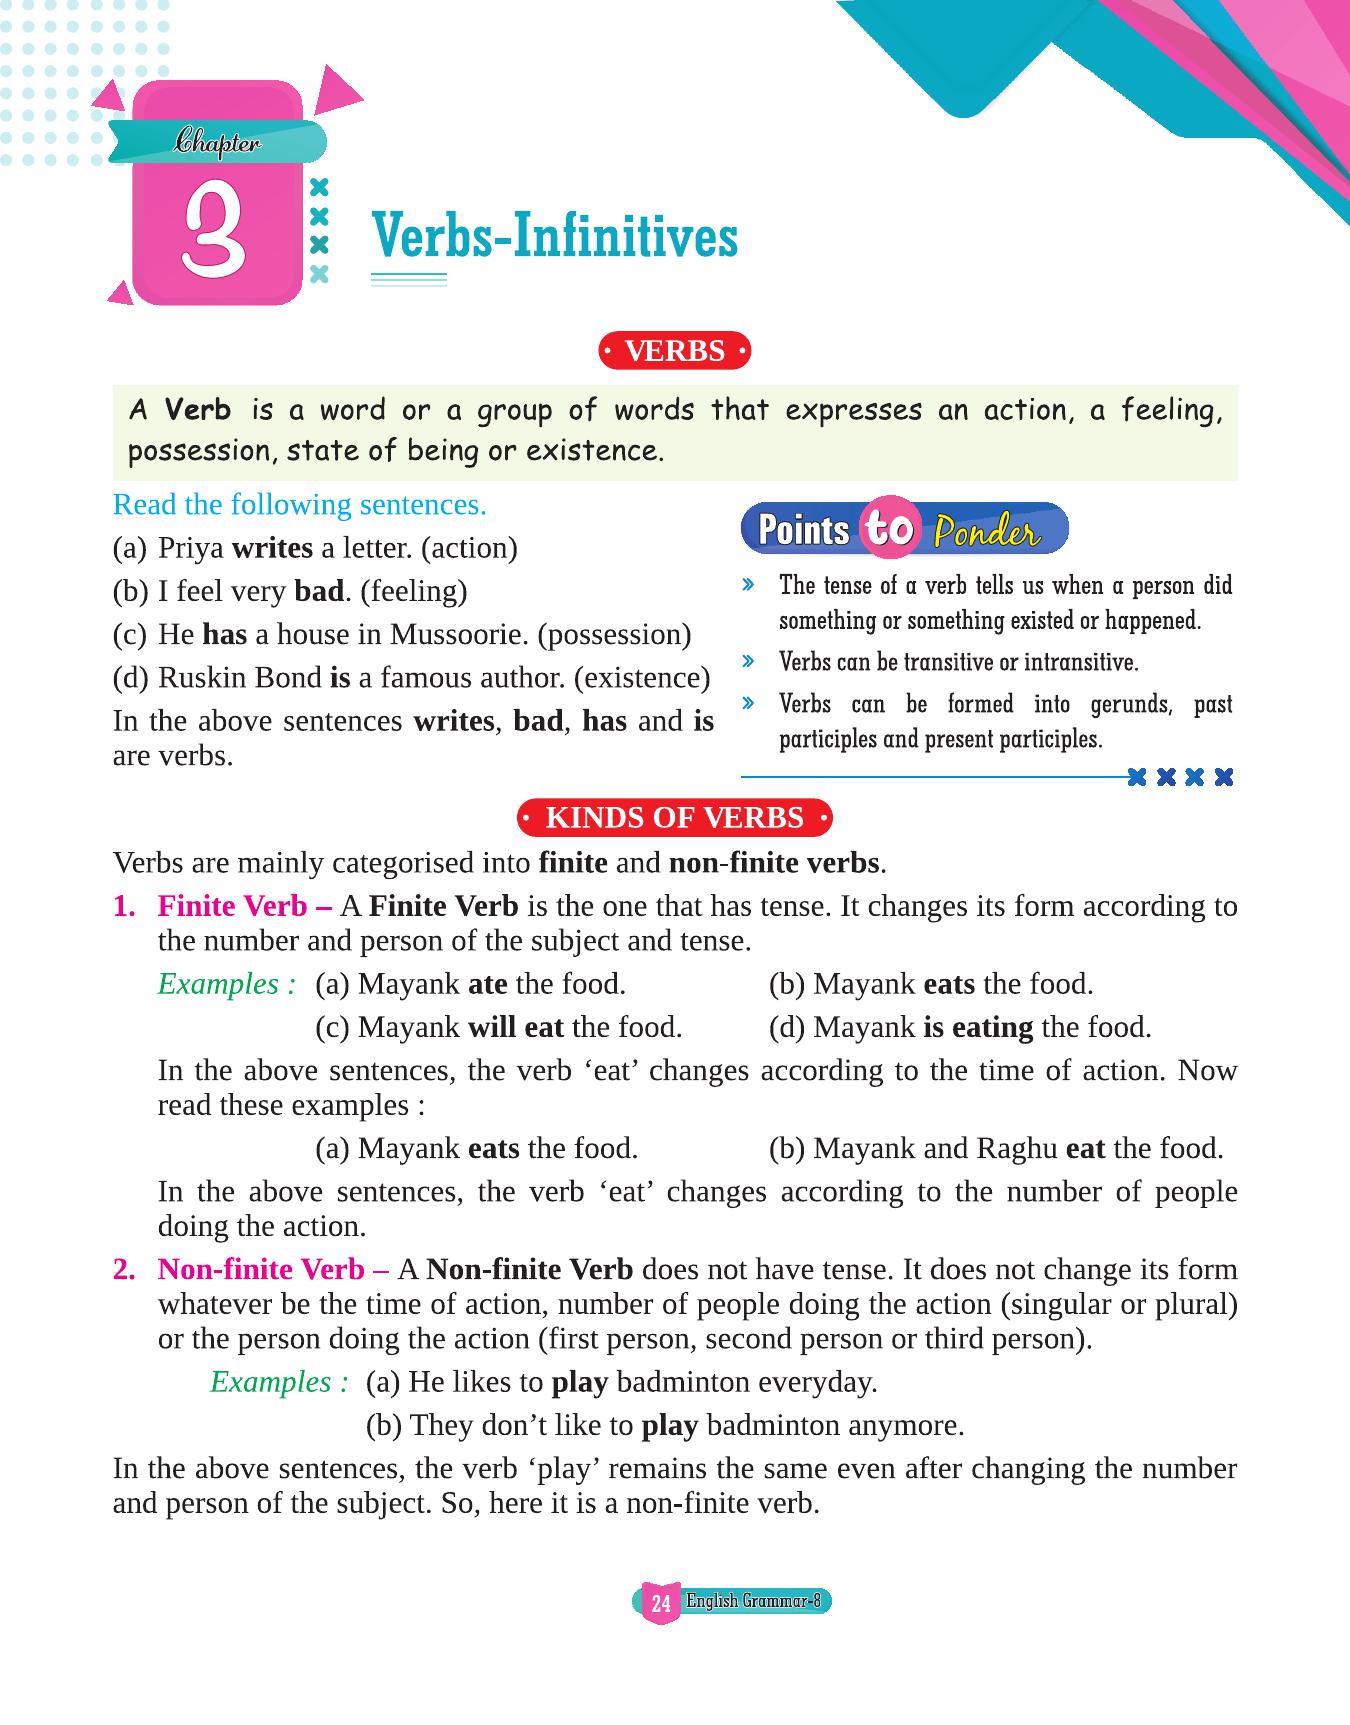 Chapter
3
Verbs-Infinitives
VERBS
A Verb is a word or a group of words that expresses an action, a feeling,
possession, state of being or existence.
Read the following sentences.
(a) Priya writes a letter. (action)
(b) I feel very bad. (feeling)
(c) He has a house in Mussoorie. (possession)
(d) Ruskin Bond is a famous author. (existence)
In the above sentences writes, bad, has and is
are verbs.
Points to Ponder
» The tense of a verb tells us when a person did
something or something existed or happened.
» Verbs can be transitive or intransitive.
» Verbs can be formed into gerunds, past
participles and present participles.
KINDS OF VERBS
Verbs are mainly categorised into finite and non-finite verbs.
1. Finite Verb – A Finite Verb is the one that has tense. It changes its form according to
the number and person of the subject and tense.
Examples : (a) Mayank ate the food. (b) Mayank eats the food.
(c) Mayank will eat the food. (d) Mayank is eating the food.
In the above sentences, the verb ‘eat’ changes according to the time of action. Now
read these examples :
(a) Mayank eats the food. (b) Mayank and Raghu eat the food.
In the above sentences, the verb ‘eat’ changes according to the number of people
doing the action.
2. Non-finite Verb – A Non-finite Verb does not have tense. It does not change its form
whatever be the time of action, number of people doing the action (singular or plural)
or the person doing the action (first person, second person or third person).
Examples : (a) He likes to play badminton everyday.
(b) They don’t like to play badminton anymore.
In the above sentences, the verb ‘play’ remains the same even after changing the number
and person of the subject. So, here it is a non-finite verb.
24 English Grammar-8